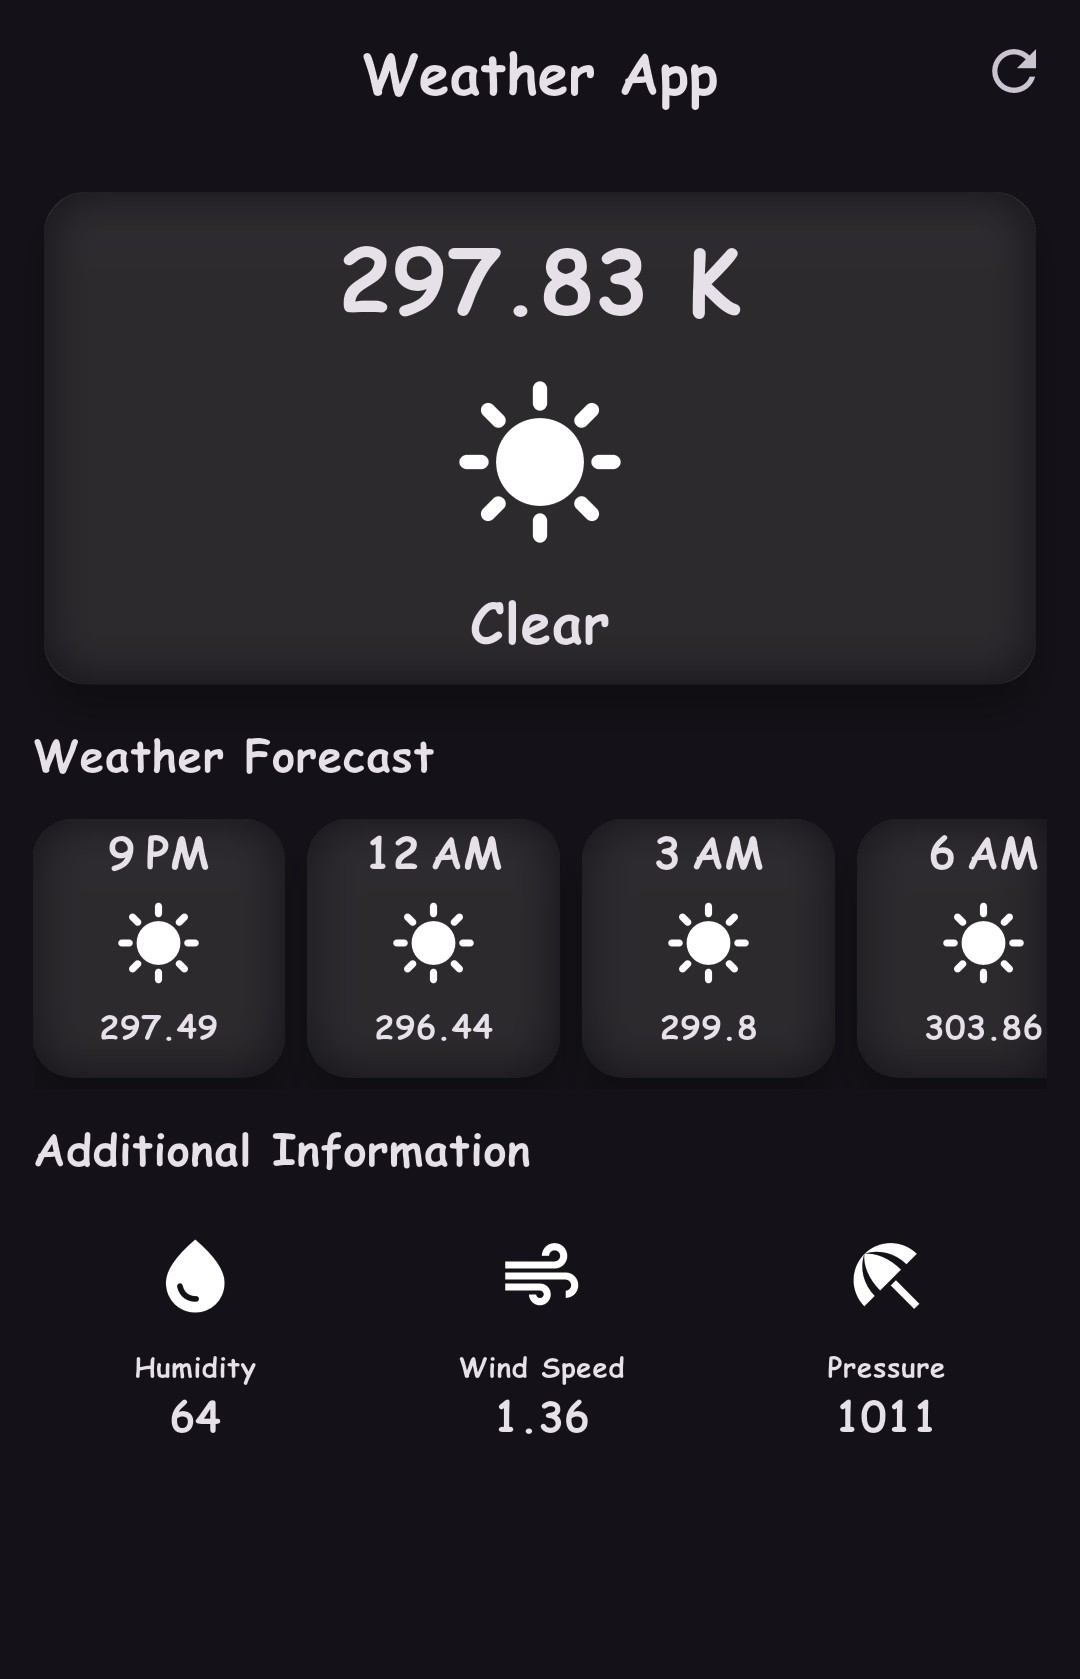 Weather App
297.83 K
Clear
Weather Forecast
9 PM 12 AM 3 AM 6 AM
297.49 296.44 299.8 303.86
Additional Information
Humidity Wind Speed Pressure
64 1.36 1011